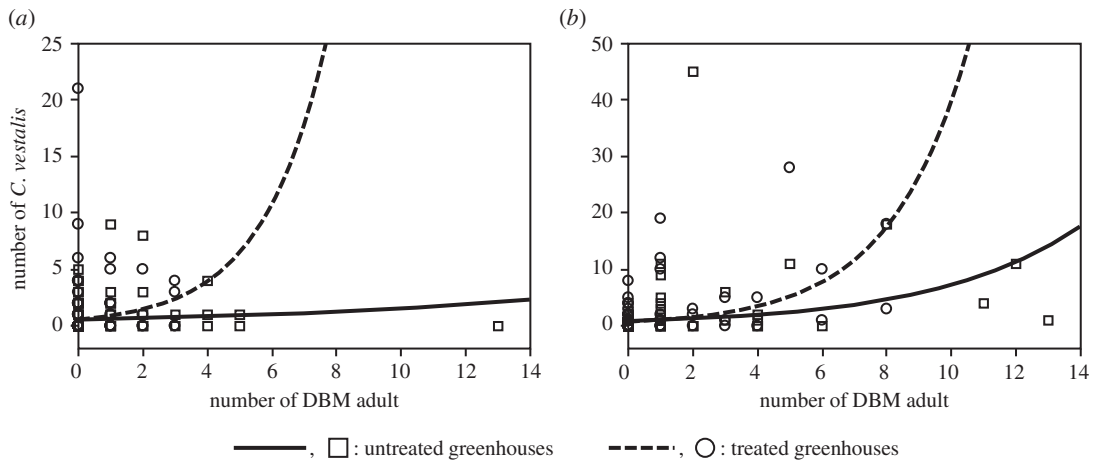 (a)
(b)
25
20
15
10
5
0
number of C. vestalis
0 2 4 6 8 10 12 14
number of DBM adult
50
40
30
20
10
0
0 2 4 6 8 10 12 14
number of DBM adult
, : untreated greenhouses
, : treated greenhouses